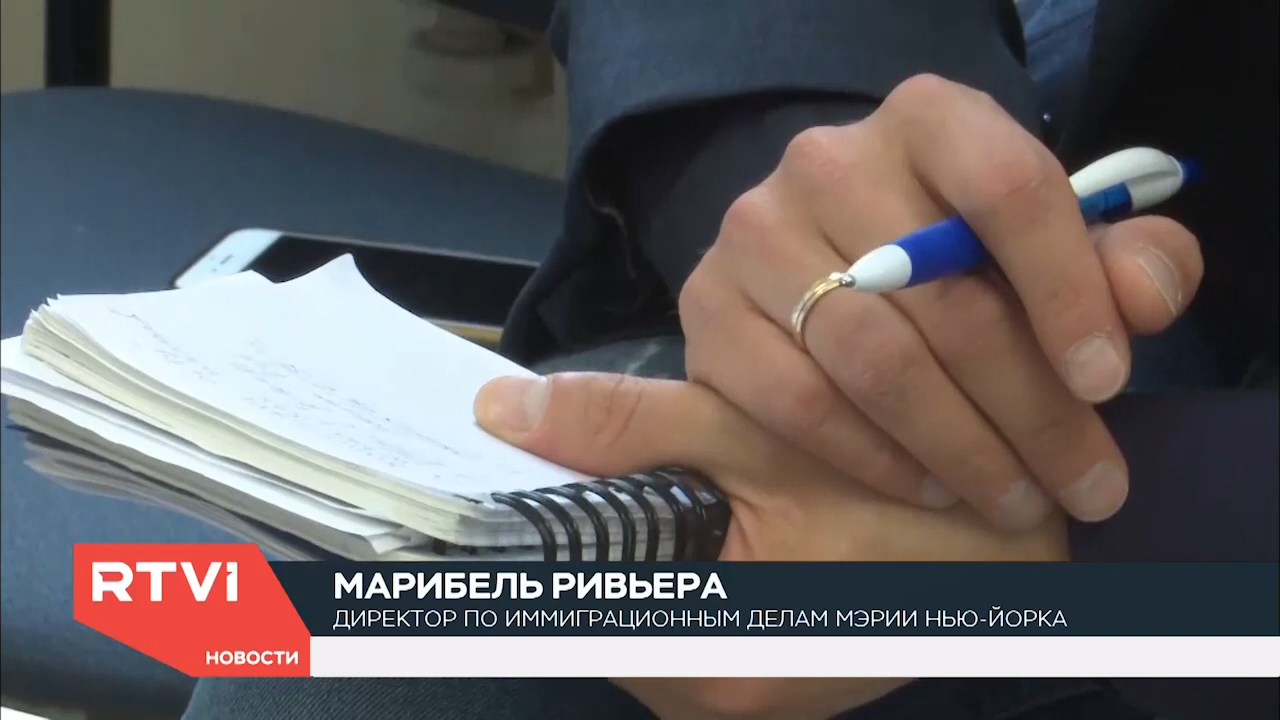 RTVi
НОВОСТИ
МАРИБЕЛЬ РИВЬЕРА
ДИРЕКТОР ПО ИММИГРАЦИОННЫМ ДЕЛАМ МЭРИИ НЬЮ-ЙОРКА